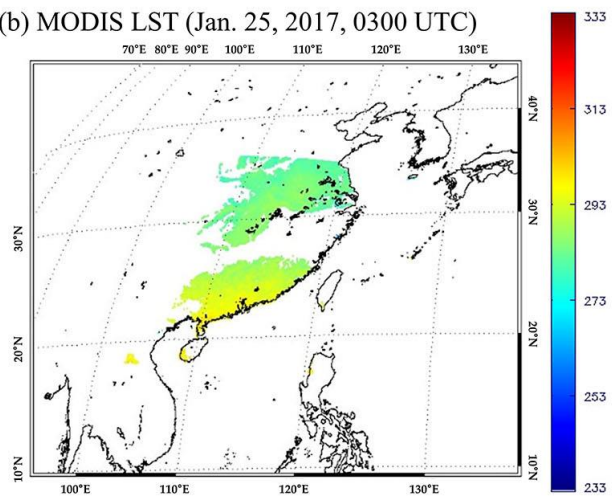 (b) MODIS LST (Jan. 25, 2017, 0300 UTC)
70°E 80°E 90°E 100°E 110°E 120°E 130°E
333
40°N
313
30°N
30°N
293
273
20°N
20°N
253
10°N
10°N
233
100°E 110°E 120°E 130°E